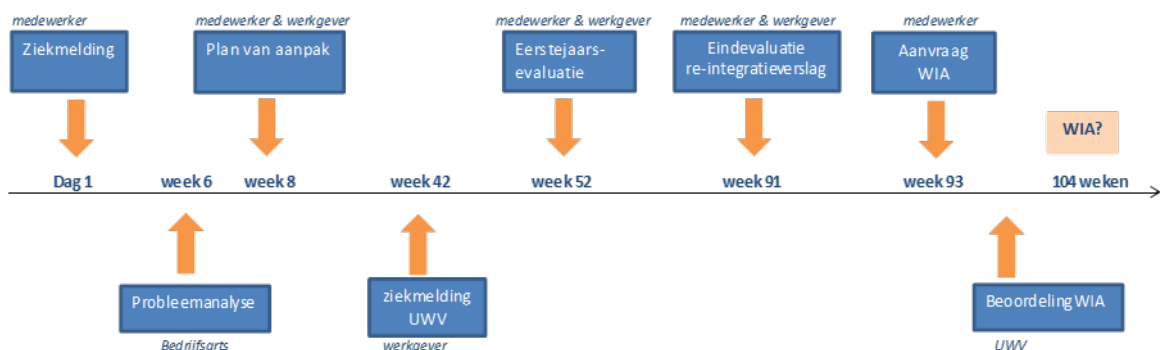 medewerker
Ziekmelding
medewerker & werkgever
Plan van aanpak
medewerker & werkgever
Eerstejaars-
evaluatie
medewerker & werkgever
Eindevaluatie
re-integratieverslag
medewerker
Aanvraag
WIA
WIA?
Dag 1
week 6
week 8
week 42
week 52
week 91
week 93
104 weken
Probleemanalyse
Bedrijfsarts
ziekmelding
UWV
werkgever
Beoordeling WIA
UWV